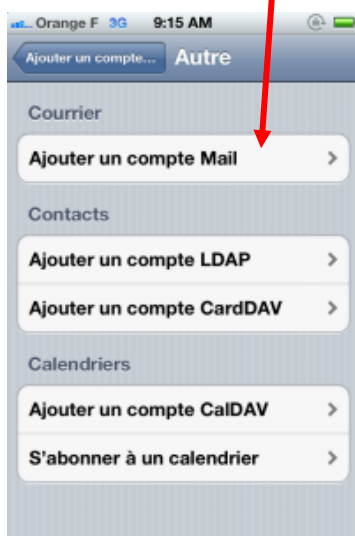 Orange F 3G 9:15 AM
Ajouter un compte... Autre
Courrier
Ajouter un compte Mail
Contacts
Ajouter un compte LDAP
Ajouter un compte CardDAV
Calendriers
Ajouter un compte CalDAV
S'abonner à un calendrier